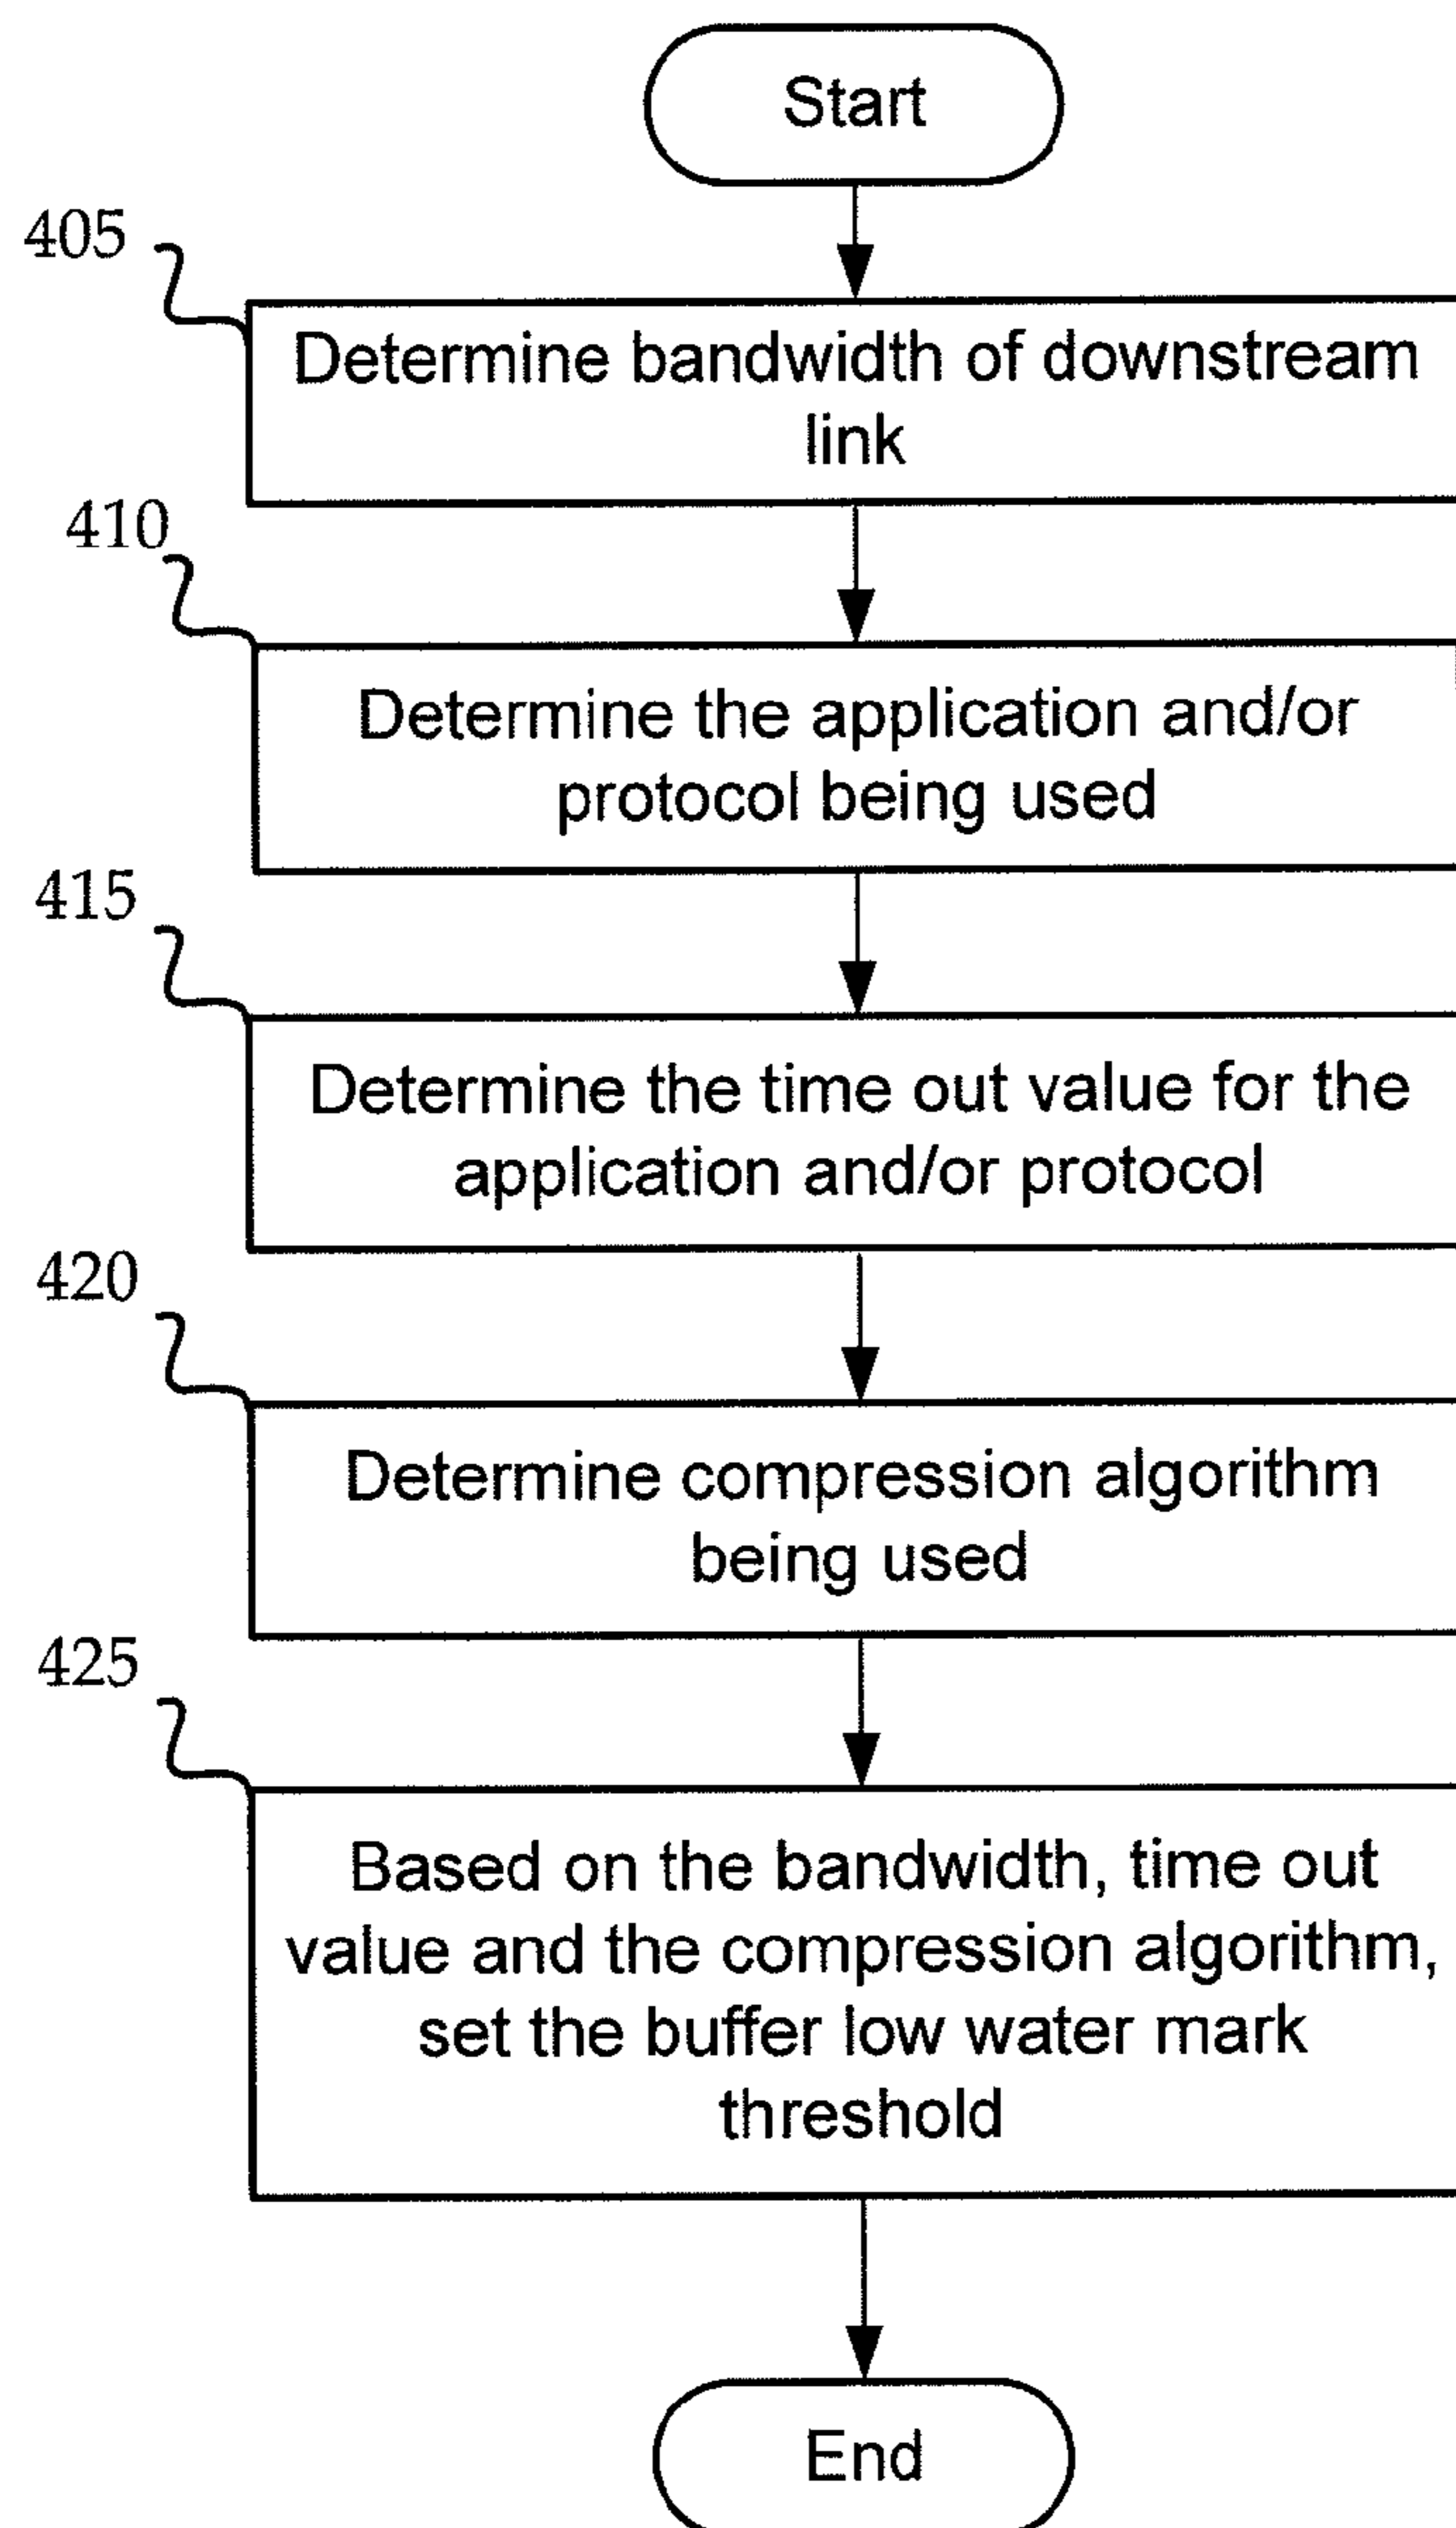 Start
405
Determine bandwidth of downstream
link
410
Determine the application and/or
protocol being used
415
Determine the time out value for the
application and/or protocol
420
Determine compression algorithm
being used
425
Based on the bandwidth, time out
value and the compression algorithm,
set the buffer low water mark
threshold
End